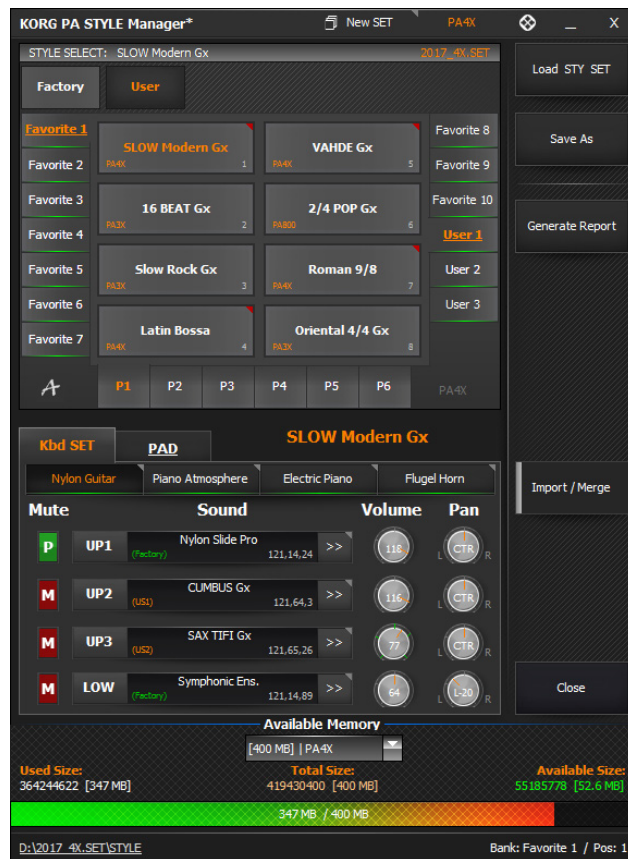 KORG PA STYLE Manager*
New SET
PA4X
X
STYLE SELECT: SLOW Modern Gx
2017_4X.SET
Factory
User
Favorite 1
Favorite 2
Favorite 3
Favorite 4
Favorite 5
Favorite 6
Favorite 7
SLOW Modern Gx
PA4X 1
VAHDE Gx
PA4X 5
16 BEAT Gx
PA3X 2
2/4 POP Gx
PA800 6
Slow Rock Gx
PA3X 3
Roman 9/8
PA4X 7
Latin Bossa
PA4X 4
Oriental 4/4 Gx
PA3X 8
Favorite 8
Favorite 9
Favorite 10
User 1
User 2
User 3
P1 P2 P3 P4 P5 P6
PA4X
Load STY SET
Save As
Generate Report
Import / Merge
Close
Kbd SET
PAD
SLOW Modern Gx
Nylon Guitar
Piano Atmosphere
Electric Piano
Flugel Horn
Mute Sound Volume Pan
P UP1 Nylon Slide Pro >> 118 L CTR R
(Factory) 121,14,24
M UP2 CUMBUS Gx >> 116 L CTR R
(US1) 121,64,3
M UP3 SAX TIFI Gx >> 77 L CTR R
(US2) 121,65,26
M LOW Symphonic Ens. >> 64 L L-20 R
(Factory) 121,14,89
Available Memory
[400 MB] | PA4X
Used Size:
364244622 [347 MB]
Total Size:
419430400 [400 MB]
Available Size:
55185778 [52.6 MB]
347 MB / 400 MB
D:\2017_4X.SET\STYLE
Bank: Favorite 1 / Pos: 1